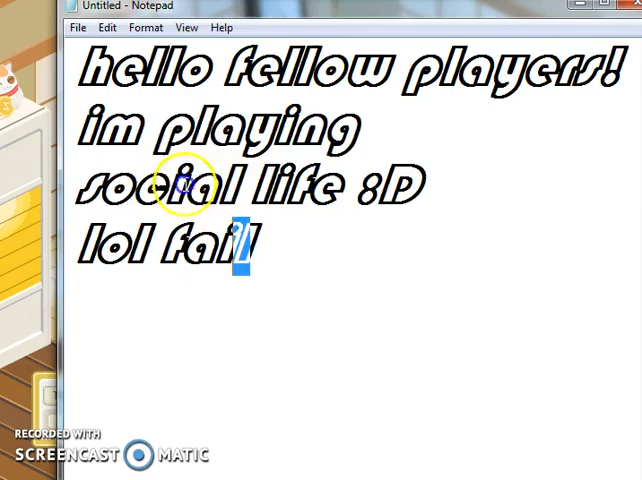 Untitled - Notepad
File Edit Format View Help
hello fellow players!
im playing
social life :D
lol fail
RECORDED WITH
SCREENCAST MATIC